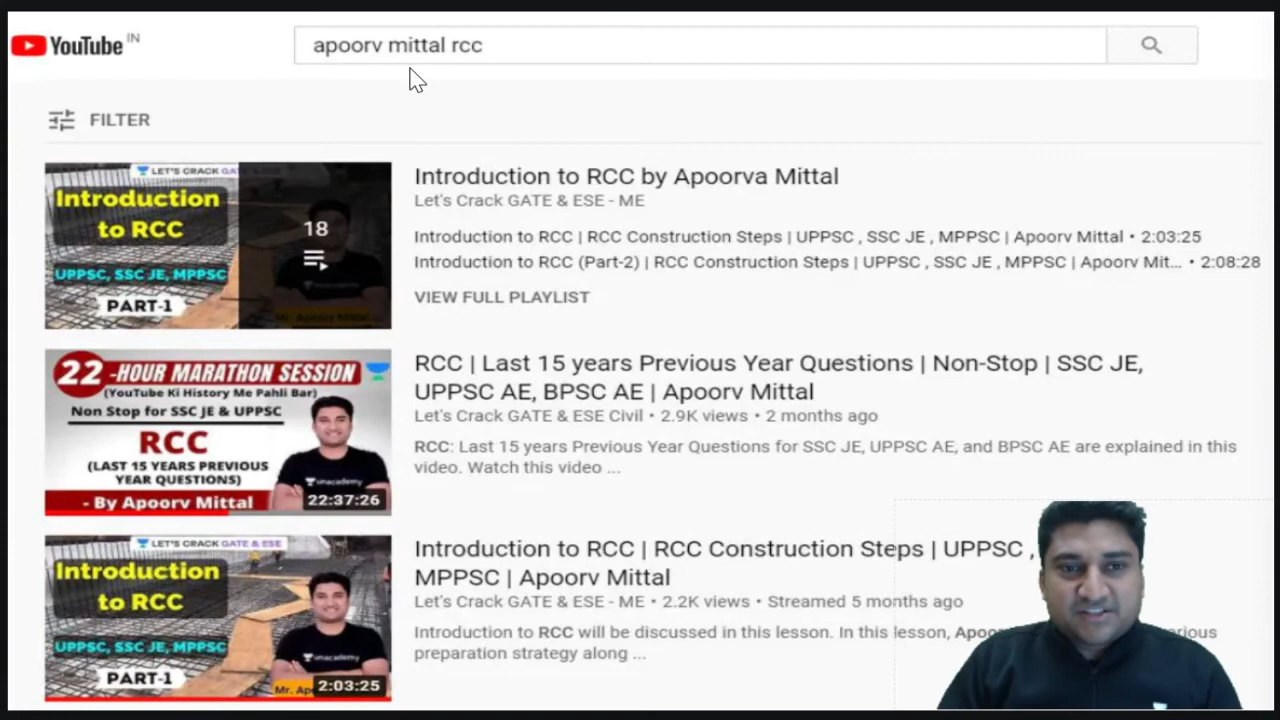 YouTube IN
apoorv mittal rcc
FILTER
LET'S CRACK GATE & ESE
Introduction
to RCC
UPPSC, SSC JE, MPPSC
PART-1
18
Mr. Apoorv Mittal
Introduction to RCC by Apoorva Mittal
Let's Crack GATE & ESE - ME
Introduction to RCC | RCC Construction Steps | UPPSC , SSC JE , MPPSC | Apoorv Mittal • 2:03:25
Introduction to RCC (Part-2) | RCC Construction Steps | UPPSC , SSC JE , MPPSC | Apoorv Mit... • 2:08:28
VIEW FULL PLAYLIST
22-HOUR MARATHON SESSION
(YouTube Ki History Me Pahli Bar)
Non Stop for SSC JE & UPPSC
RCC
(LAST 15 YEARS PREVIOUS
YEAR QUESTIONS)
- By Apoorv Mittal
unacademy
22:37:26
RCC | Last 15 years Previous Year Questions | Non-Stop | SSC JE,
UPPSC AE, BPSC AE | Apoorv Mittal
Let's Crack GATE & ESE Civil • 2.9K views • 2 months ago
RCC: Last 15 years Previous Year Questions for SSC JE, UPPSC AE, and BPSC AE are explained in this
video. Watch this video ...
LET'S CRACK GATE & ESE
Introduction
to RCC
UPPSC, SSC JE, MPPSC
PART-1
unacademy
Mr. Ap
2:03:25
Introduction to RCC | RCC Construction Steps | UPPSC ,
MPPSC | Apoorv Mittal
Let's Crack GATE & ESE - ME • 2.2K views • Streamed 5 months ago
Introduction to RCC will be discussed in this lesson. In this lesson, Apoo
preparation strategy along ...